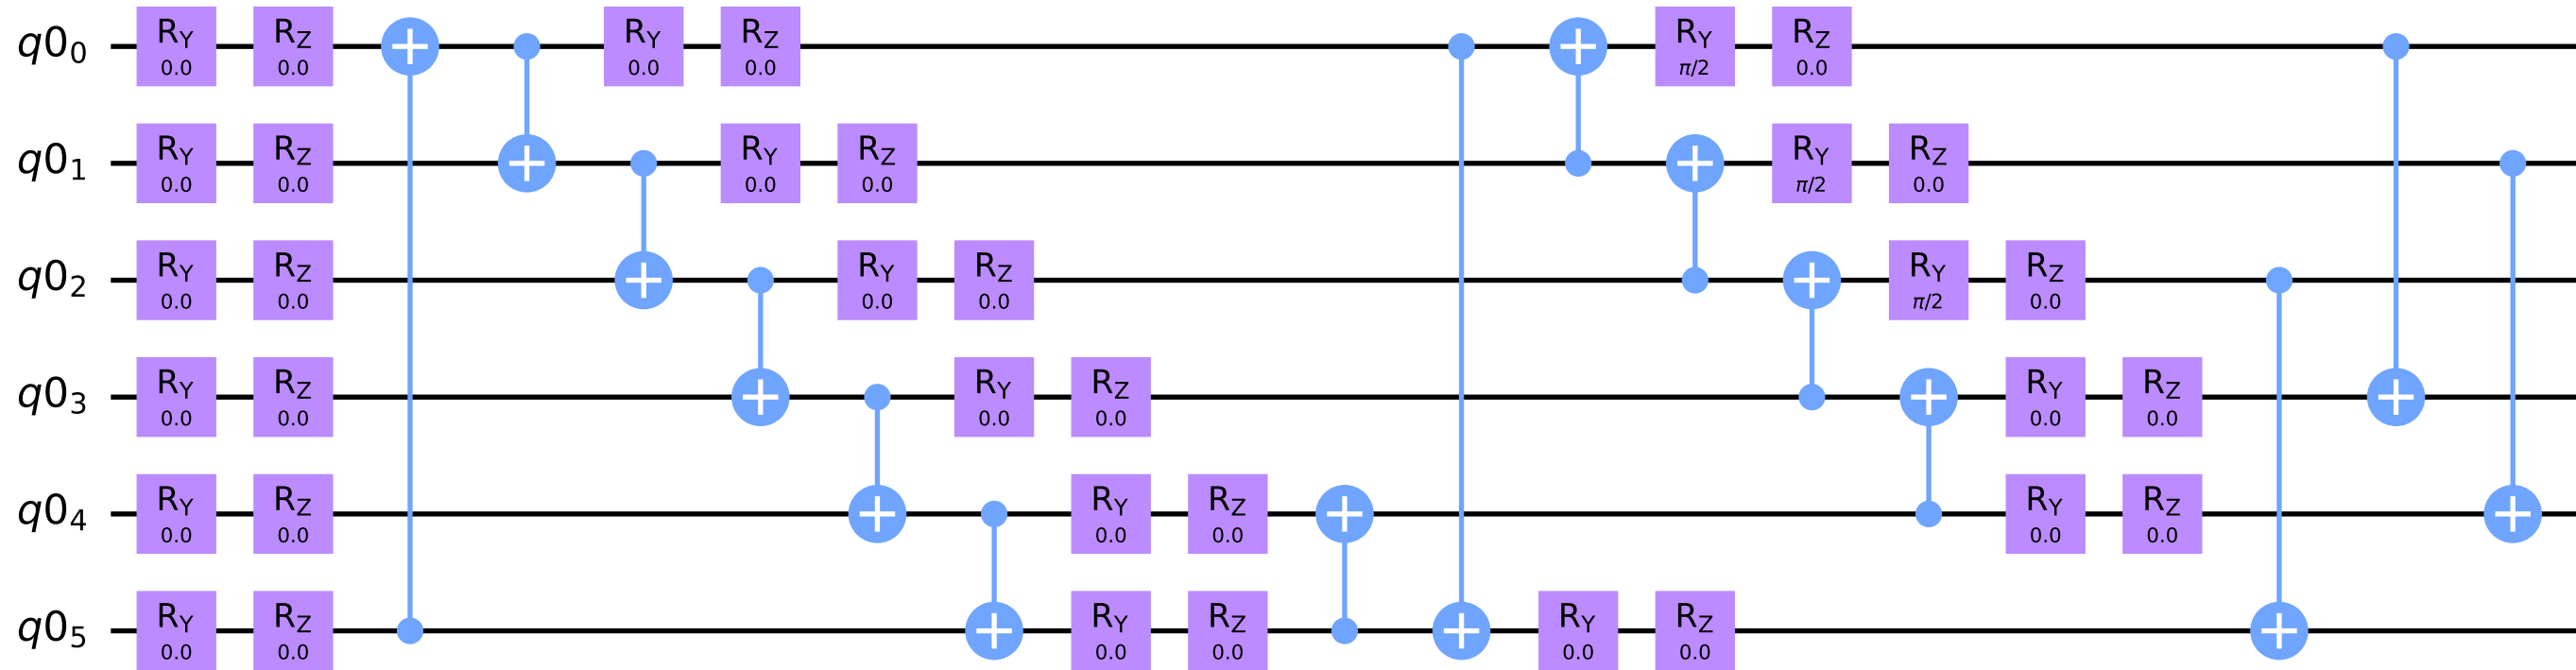 q0₀ R_Y 0.0 R_Z 0.0 R_Y 0.0 R_Z 0.0 R_Y π/2 R_Z 0.0
q0₁ R_Y 0.0 R_Z 0.0 R_Y 0.0 R_Z 0.0 R_Y π/2 R_Z 0.0
q0₂ R_Y 0.0 R_Z 0.0 R_Y 0.0 R_Z 0.0 R_Y π/2 R_Z 0.0
q0₃ R_Y 0.0 R_Z 0.0 R_Y 0.0 R_Z 0.0 R_Y 0.0 R_Z 0.0
q0₄ R_Y 0.0 R_Z 0.0 R_Y 0.0 R_Z 0.0 R_Y 0.0 R_Z 0.0
q0₅ R_Y 0.0 R_Z 0.0 R_Y 0.0 R_Z 0.0 R_Y 0.0 R_Z 0.0